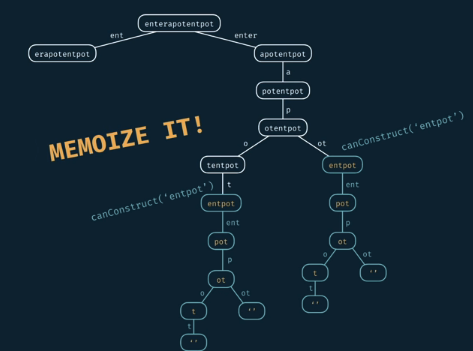 enterapotentpot
ent
enter
erapotentpot
apotentpot
a
potentpot
p
otentpot
MEMOIZE IT!
o
ot
canConstruct('entpot')
tentpot
entpot
t
ent
canConstruct('entpot')
entpot
pot
ent
p
pot
ot
p
o
ot
ot
t
''
o
ot
t
t
''
''
t
''